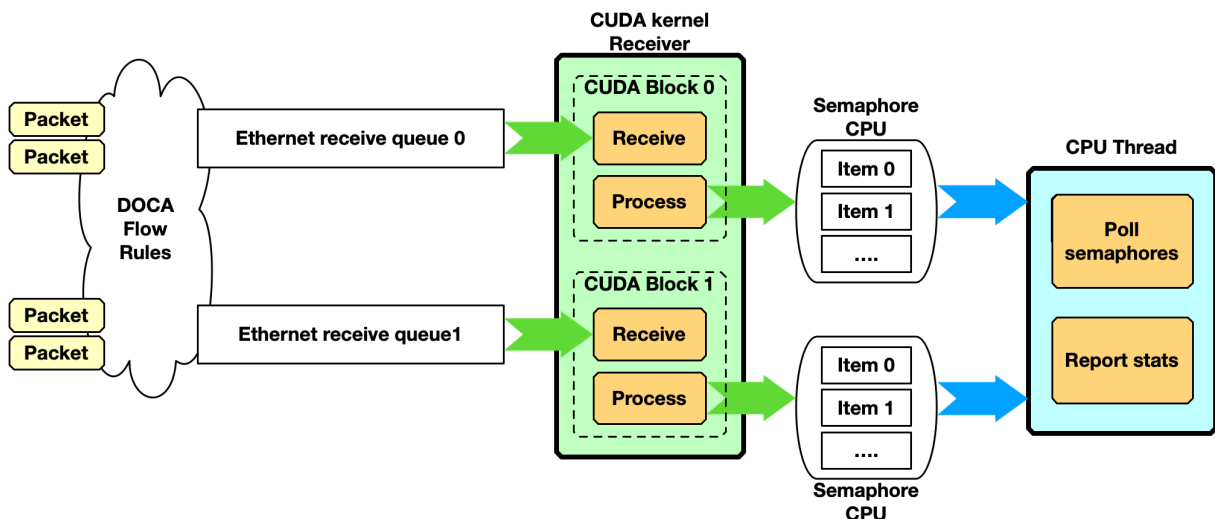 Packet
Packet
Packet
Packet
DOCA
Flow
Rules
Ethernet receive queue 0
Ethernet receive queue1
CUDA kernel
Receiver
CUDA Block 0
Receive
Process
CUDA Block 1
Receive
Process
Semaphore
CPU
Item 0
Item 1
....
Item 0
Item 1
....
Semaphore
CPU
CPU Thread
Poll
semaphores
Report stats